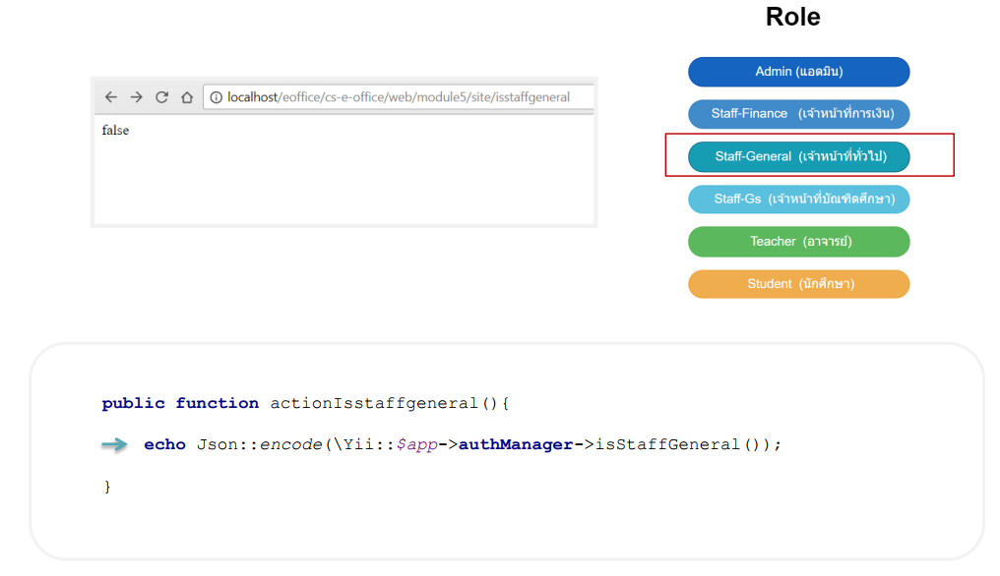 Role
localhost/eoffice/cs-e-office/web/module5/site/isstaffgeneral
false
Admin (แอดมิน)
Staff-Finance (เจ้าหน้าที่การเงิน)
Staff-General (เจ้าหน้าที่ทั่วไป)
Staff-Gs (เจ้าหน้าที่บัณฑิตศึกษา)
Teacher (อาจารย์)
Student (นักศึกษา)
public function actionIsstaffgeneral(){
echo Json::encode(\Yii::$app->authManager->isStaffGeneral());
}